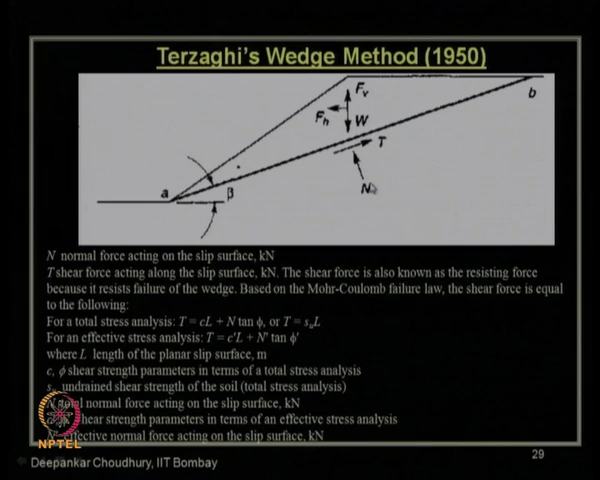 Terzaghi's Wedge Method (1950)
F_v
b
F_h
W
T
a
β
N
N normal force acting on the slip surface, kN
T shear force acting along the slip surface, kN. The shear force is also known as the resisting force
because it resists failure of the wedge. Based on the Mohr-Coulomb failure law, the shear force is equal
to the following:
For a total stress analysis: T = cL + N tan ϕ, or T = s_uL
For an effective stress analysis: T = c'L + N' tan ϕ'
where L length of the planar slip surface, m
c, ϕ shear strength parameters in terms of a total stress analysis
s_u undrained shear strength of the soil (total stress analysis)
N total normal force acting on the slip surface, kN
shear strength parameters in terms of an effective stress analysis
effective normal force acting on the slip surface, kN
NPTEL
29
Deepankar Choudhury, IIT Bombay